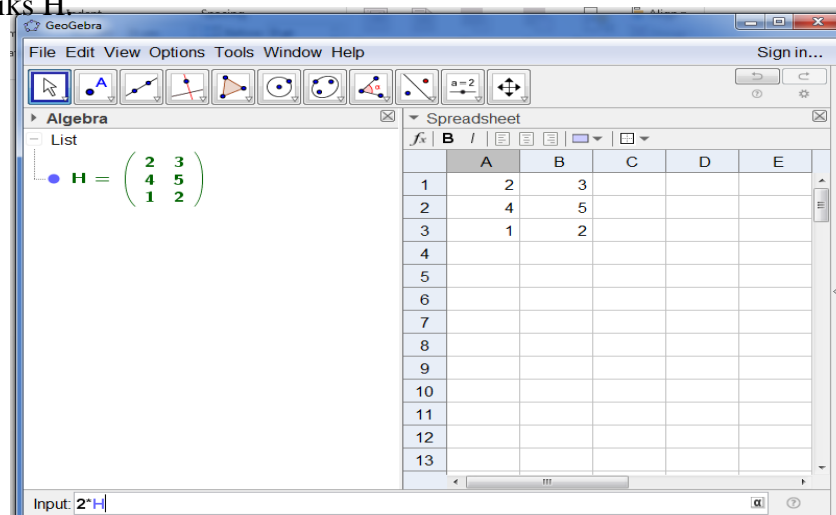 iks H.
GeoGebra
File Edit View Options Tools Window Help Sign in...
A a=2
Algebra Spreadsheet
List fx B I
A B C D E
H = 2 3
4 5
1 2
1 2 3
2 4 5
3 1 2
4
5
6
7
8
9
10
11
12
13
Input: 2*H α